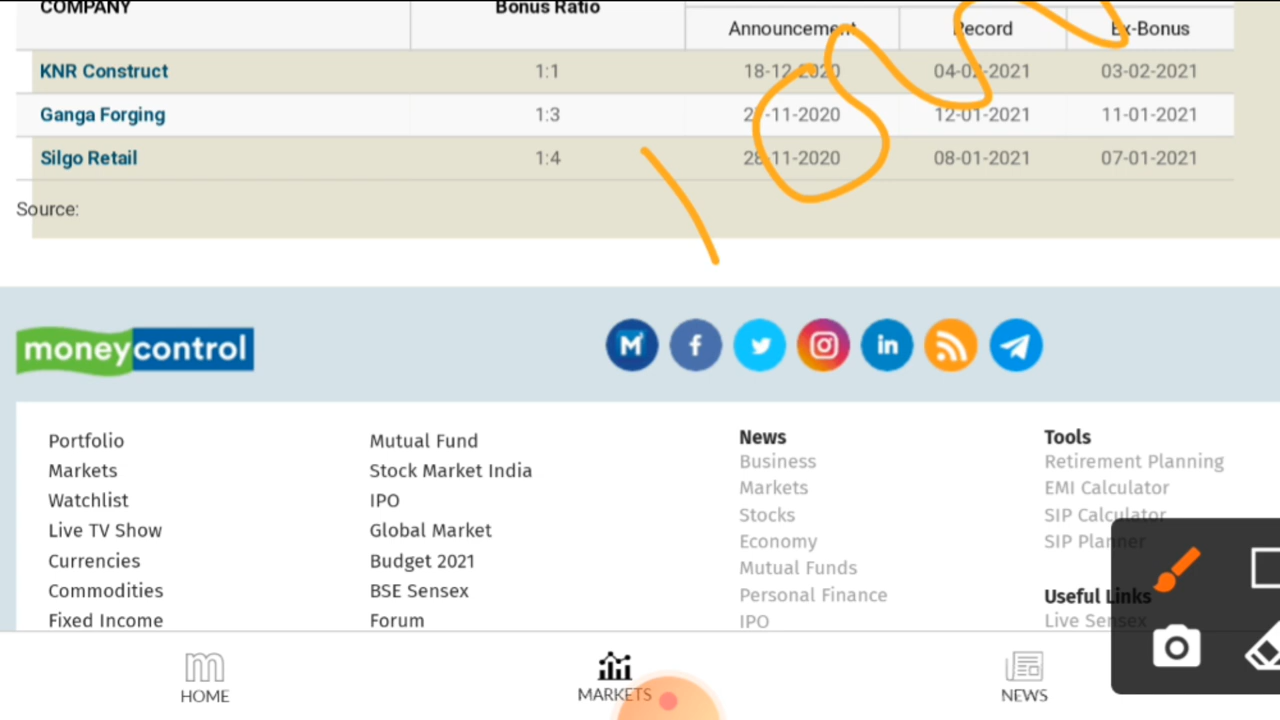 COMPANY Bonus Ratio
Announcement Record Ex-Bonus
KNR Construct 1:1 18-12-2020 04-02-2021 03-02-2021
Ganga Forging 1:3 -11-2020 12-01-2021 11-01-2021
Silgo Retail 1:4 28-11-2020 08-01-2021 07-01-2021
Source:
moneycontrol
Portfolio Mutual Fund News Tools
Markets Stock Market India Business Retirement Planning
Watchlist IPO Markets EMI Calculator
Live TV Show Global Market Stocks SIP Calculator
Currencies Budget 2021 Economy SIP Planner
Commodities BSE Sensex Mutual Funds
Fixed Income Forum Personal Finance Useful Links
IPO Live Sensex
HOME MARKETS NEWS